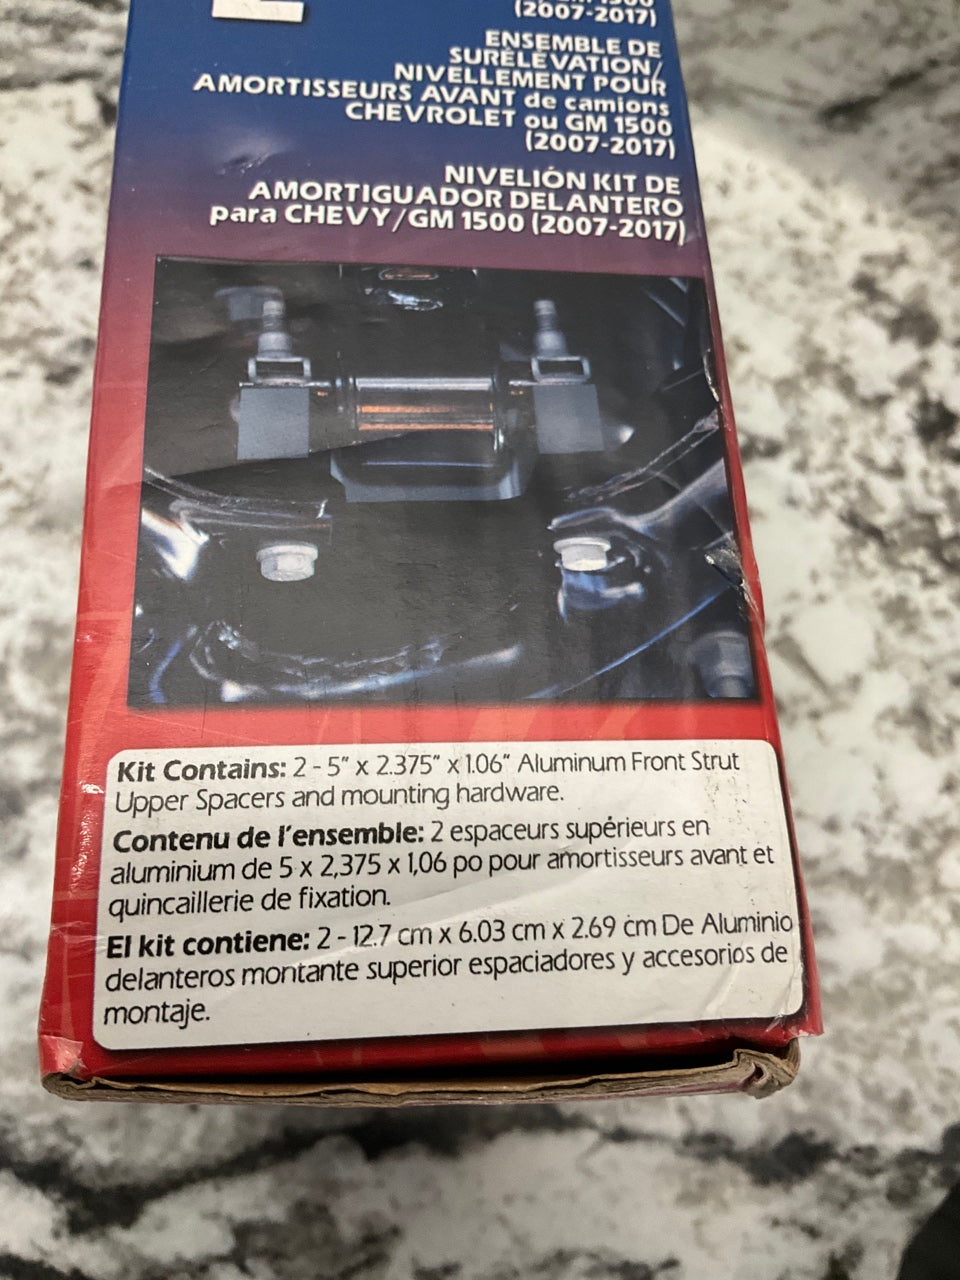 (2007-2017)
ENSEMBLE DE
SURÉLÉVATION/
NIVELLEMENT POUR
AMORTISSEURS AVANT de camions
CHEVROLET ou GM 1500
(2007-2017)
NIVELIÓN KIT DE
AMORTIGUADOR DELANTERO
para CHEVY/GM 1500 (2007-2017)
Kit Contains: 2 - 5" x 2.375" x 1.06" Aluminum Front Strut
Upper Spacers and mounting hardware.
Contenu de l'ensemble: 2 espaceurs supérieurs en
aluminium de 5 x 2,375 x 1,06 po pour amortisseurs avant et
quincaillerie de fixation.
El kit contiene: 2 - 12.7 cm x 6.03 cm x 2.69 cm De Aluminio
delanteros montante superior espaciadores y accesorios de
montaje.